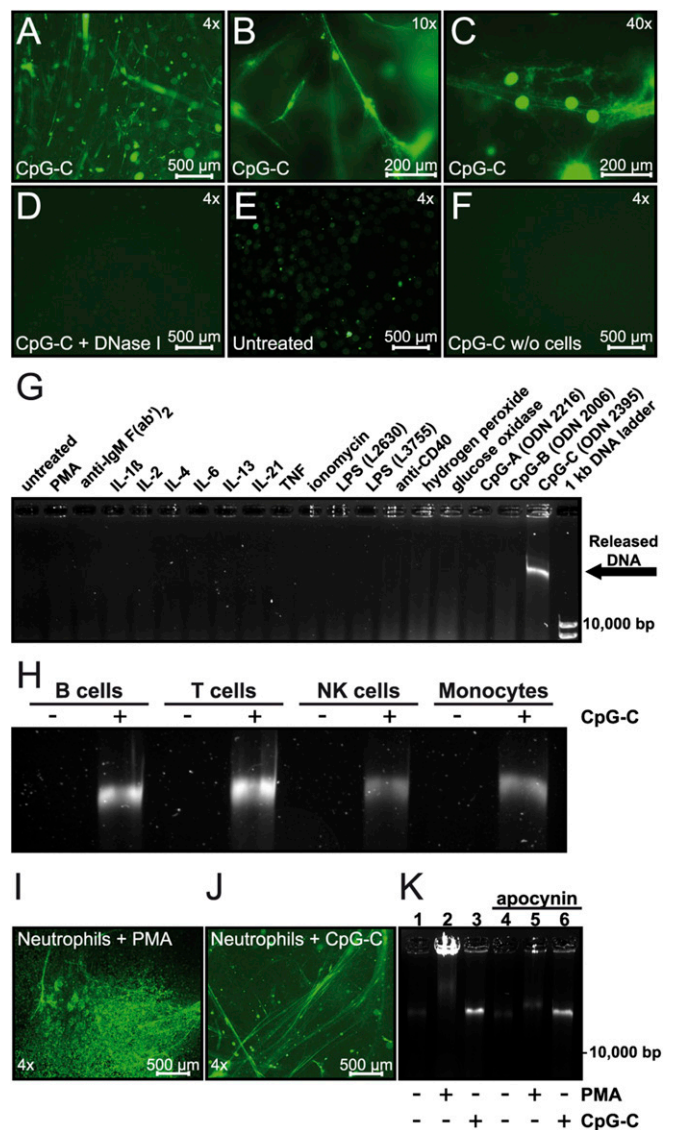 A 4x
CpG-C 500 µm
B 10x
CpG-C 200 µm
C 40x
CpG-C 200 µm
D 4x
CpG-C + DNase I 500 µm
E 4x
Untreated 500 µm
F 4x
CpG-C w/o cells 500 µm
G
untreated
PMA
anti-IgM F(ab')2
IL-1ß
IL-2
IL-4
IL-6
IL-13
IL-21
TNF
ionomycin
LPS (L2630)
LPS (L3755)
anti-CD40
hydrogen peroxide
glucose oxidase
CpG-A (ODN 2216)
CpG-B (ODN 2006)
CpG-C (ODN 2395)
1 kb DNA ladder
Released
DNA
10,000 bp
H
B cells T cells NK cells Monocytes
- + - + - + - + CpG-C
I
Neutrophils + PMA
4x 500 µm
J
Neutrophils + CpG-C
4x 500 µm
K
apocynin
1 2 3 4 5 6
-10,000 bp
- + - - + - PMA
- - + - - + CpG-C